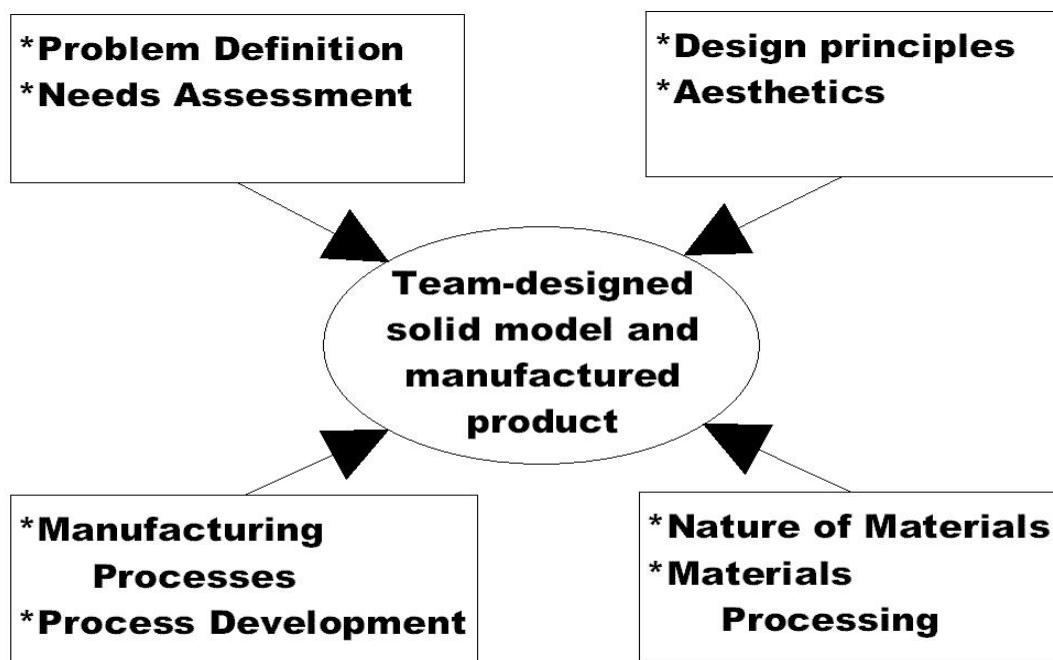 *Problem Definition
*Needs Assessment
*Design principles
*Aesthetics
Team-designed
solid model and
manufactured
product
*Manufacturing
Processes
*Process Development
*Nature of Materials
*Materials
Processing